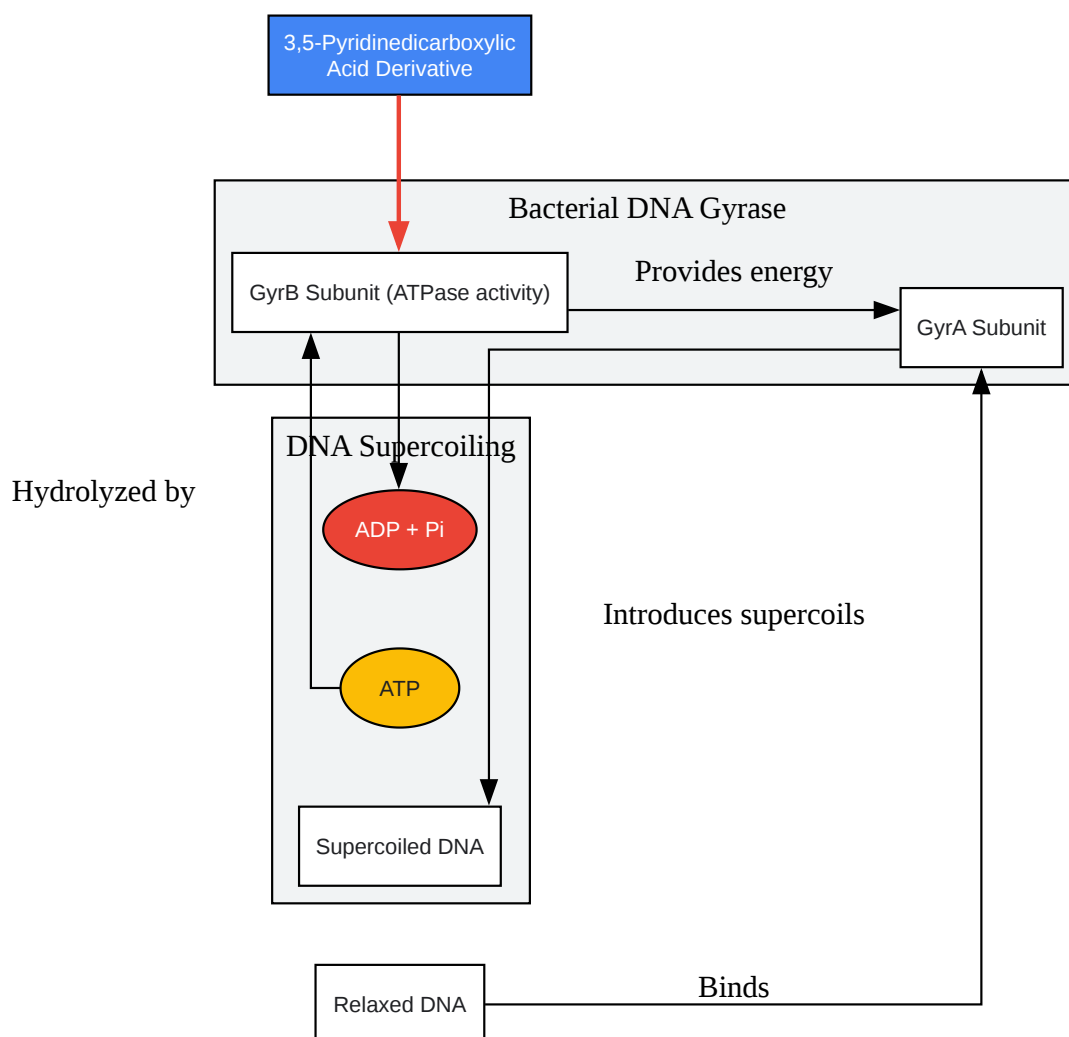 3,5-Pyridinedicarboxylic
Acid Derivative
Bacterial DNA Gyrase
Provides energy
GyrB Subunit (ATPase activity)
GyrA Subunit
DNA Supercoiling
Hydrolyzed by
ADP + Pi
Introduces supercoils
ATP
Supercoiled DNA
Binds
Relaxed DNA